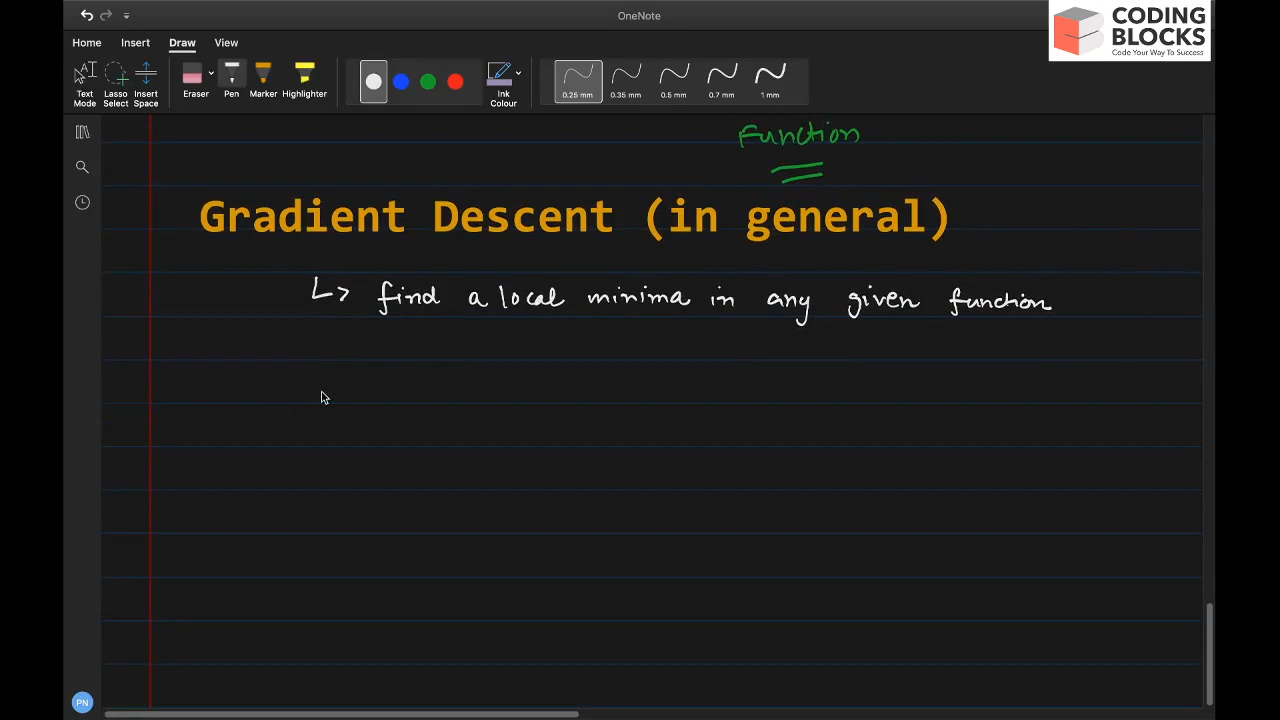 OneNote
CODING
BLOCKS
Code Your Way To Success
Home Insert Draw View
Text Mode
Lasso Select
Insert Space
Eraser
Pen
Marker
Highlighter
Ink Colour
0.25 mm
0.35 mm
0.5 mm
0.7 mm
1 mm
Function
Gradient Descent (in general)
↳ find a local minima in any given function
PN